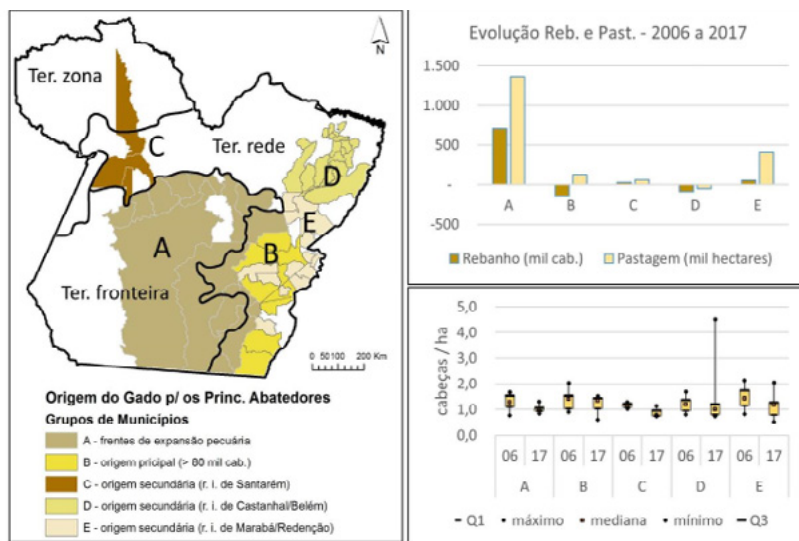 N
Ter. zona
C
Ter. rede
D
E
A
B
Ter. fronteira
0 50 100 200 Km
Origem do Gado p/ os Princ. Abatedores
Grupos de Municípios
A - frentes de expansão pecuária
B - origem pricipal (> 80 mil cab.)
C - origem secundária (r. i. de Santarém)
D - origem secundária (r. i. de Castanhal/Belém)
E - origem secundária (r. i. de Marabá/Redenção)
Evolução Reb. e Past. - 2006 a 2017
1.500
1.000
500
-
-500
A B C D E
Rebanho (mil cab.) Pastagem (mil hectares)
cabeças / ha
5,0
4,0
3,0
2,0
1,0
0,0
06 17 06 17 06 17 06 17 06 17
A B C D E
Q1 máximo mediana mínimo Q3